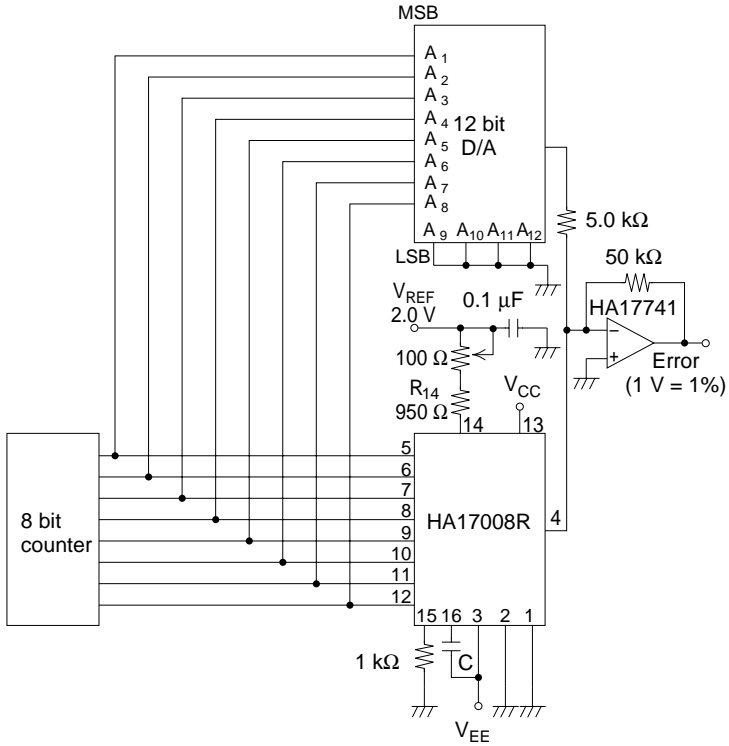 MSB
A1
A2
A3
A4
A5
A6
A7
A8
12 bit
D/A
A9 A10 A11 A12
LSB
5.0 kΩ
50 kΩ
HA17741
−
+
Error
(1 V = 1%)
VREF
2.0 V
0.1 μF
100 Ω
R14
950 Ω
VCC
14
13
8 bit
counter
5
6
7
8
9
10
11
12
HA17008R
4
15 16 3 2 1
1 kΩ
C
VEE